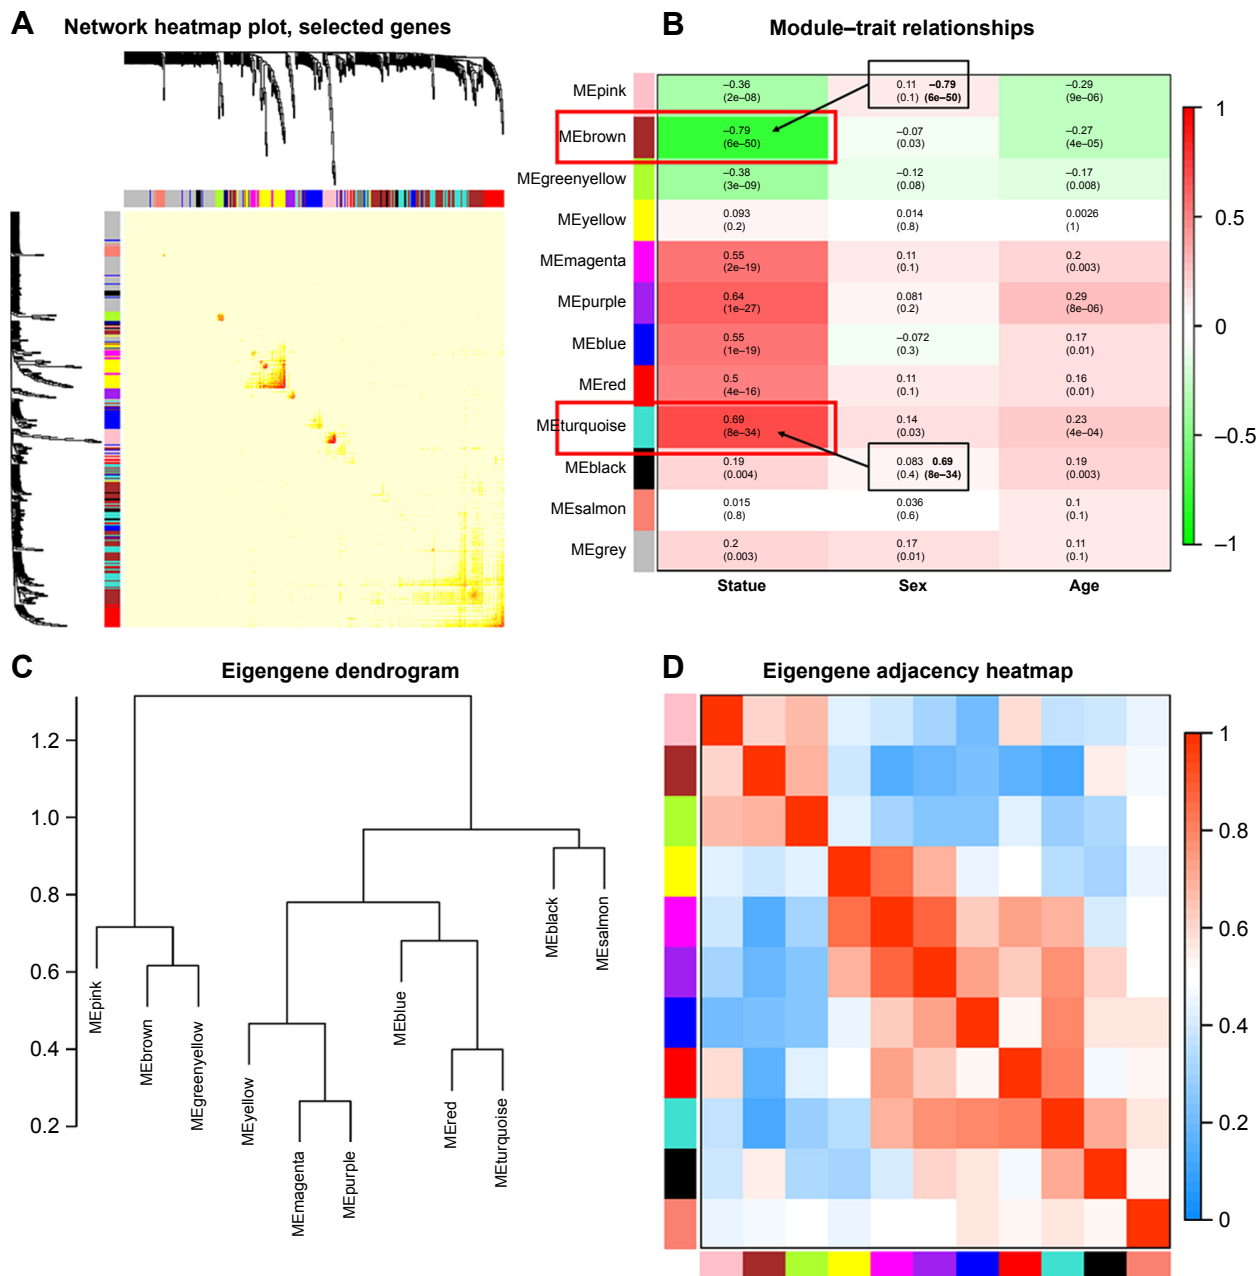 A Network heatmap plot, selected genes
B Module–trait relationships
MEpink
MEbrown
MEgreenyellow
MEyellow
MEmagenta
MEpurple
MEblue
MEred
MEturquoise
MEblack
MEsalmon
MEgrey
–0.36
(2e–08)
0.11 –0.79
(0.1) (6e–50)
–0.29
(9e–06)
–0.79
(6e–50)
–0.07
(0.03)
–0.27
(4e–05)
–0.38
(3e–09)
–0.12
(0.08)
–0.17
(0.008)
0.093
(0.2)
0.014
(0.8)
0.0026
(1)
0.55
(2e–19)
0.11
(0.1)
0.2
(0.003)
0.64
(1e–27)
0.081
(0.2)
0.29
(8e–06)
0.55
(1e–19)
–0.072
(0.3)
0.17
(0.01)
0.5
(4e–16)
0.11
(0.1)
0.16
(0.01)
0.69
(8e–34)
0.14
(0.03)
0.23
(4e–04)
0.19
(0.004)
0.083 0.69
(0.4) (8e–34)
0.19
(0.003)
0.015
(0.8)
0.036
(0.6)
0.1
(0.1)
0.2
(0.003)
0.17
(0.01)
0.11
(0.1)
Statue Sex Age
1
0.5
0
–0.5
–1
C Eigengene dendrogram
1.2
1.0
0.8
0.6
0.4
0.2
MEpink
MEbrown
MEgreenyellow
MEyellow
MEmagenta
MEpurple
MEblue
MEred
MEturquoise
MEblack
MEsalmon
D Eigengene adjacency heatmap
1
0.8
0.6
0.4
0.2
0